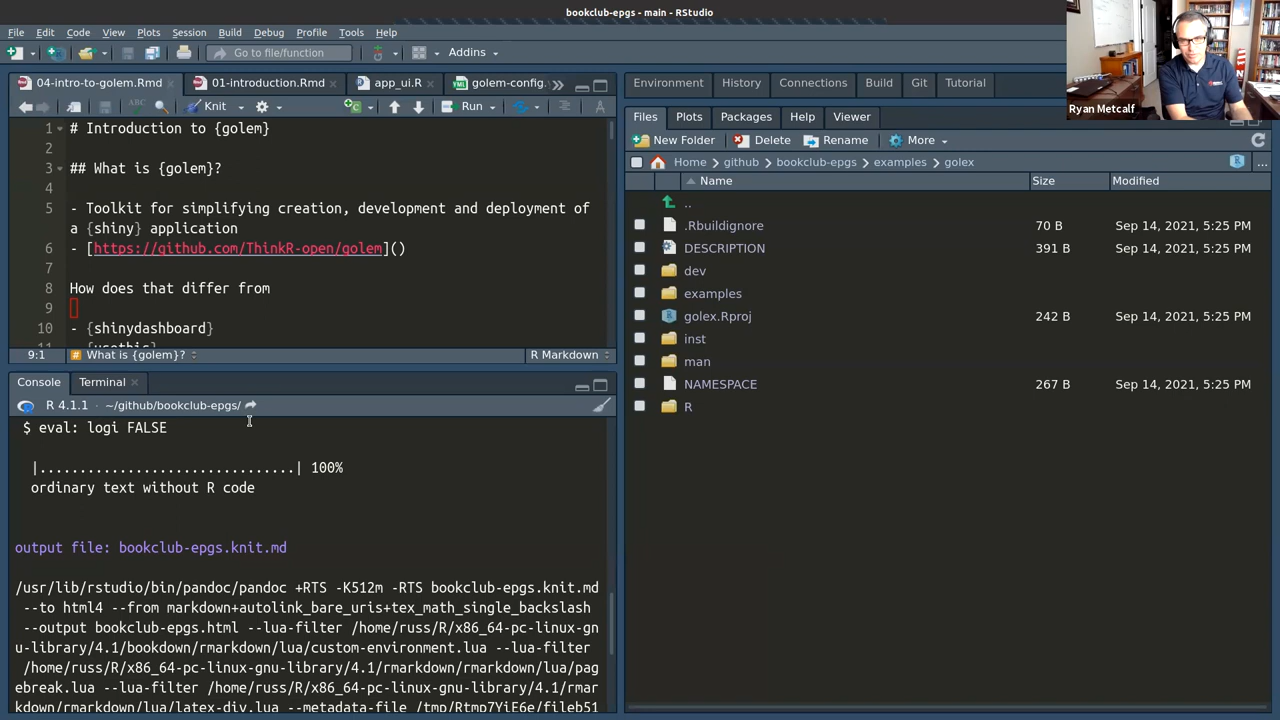 bookclub-epgs - main - RStudio
File Edit Code View Plots Session Build Debug Profile Tools Help
Go to file/function
Addins
04-intro-to-golem.Rmd
01-introduction.Rmd
app_ui.R
golem-config.
Knit
Run
1 # Introduction to {golem}
2
3 ## What is {golem}?
4
5 - Toolkit for simplifying creation, development and deployment of
a {shiny} application
6 - [https://github.com/ThinkR-open/golem]()
7
8 How does that differ from
9
10 - {shinydashboard}
11 - {usethis}
9:1 What is {golem}? R Markdown
Console Terminal
R 4.1.1 · ~/github/bookclub-epgs/
$ eval: logi FALSE
|................................| 100%
ordinary text without R code
output file: bookclub-epgs.knit.md
/usr/lib/rstudio/bin/pandoc/pandoc +RTS -K512m -RTS bookclub-epgs.knit.md
--to html4 --from markdown+autolink_bare_uris+tex_math_single_backslash
--output bookclub-epgs.html --lua-filter /home/russ/R/x86_64-pc-linux-gn
u-library/4.1/bookdown/rmarkdown/lua/custom-environment.lua --lua-filter
/home/russ/R/x86_64-pc-linux-gnu-library/4.1/rmarkdown/rmarkdown/lua/pag
ebreak.lua --lua-filter /home/russ/R/x86_64-pc-linux-gnu-library/4.1/rmar
kdown/rmarkdown/lua/latex-div.lua --metadata-file /tmp/Rtmp7YiE6e/fileb51
Environment History Connections Build Git Tutorial
Files Plots Packages Help Viewer
New Folder Delete Rename More
Home github bookclub-epgs examples golex
Name Size Modified
..
.Rbuildignore 70 B Sep 14, 2021, 5:25 PM
DESCRIPTION 391 B Sep 14, 2021, 5:25 PM
dev
examples
golex.Rproj 242 B Sep 14, 2021, 5:25 PM
inst
man
NAMESPACE 267 B Sep 14, 2021, 5:25 PM
R
Ryan Metcalf